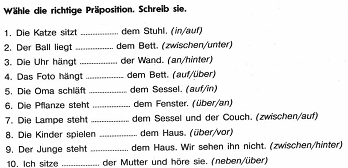 Wähle die richtige Präposition. Schreib sie.
1. Die Katze sitzt .................. dem Stuhl. (in/auf)
2. Der Ball liegt .................. dem Bett. (zwischen/unter)
3. Die Uhr hängt .................. der Wand. (an/hinter)
4. Das Foto hängt .................. dem Bett. (auf/über)
5. Die Oma schläft .................. dem Sessel. (auf/in)
6. Die Pflanze steht .................. dem Fenster. (über/an)
7. Die Lampe steht .................. dem Sessel und der Couch. (zwischen/auf)
8. Die Kinder spielen .................. dem Haus. (über/vor)
9. Der Junge steht .................. dem Haus. Wir sehen ihn nicht. (zwischen/hinter)
10. Ich sitze .................. der Mutter und höre sie. (neben/über)